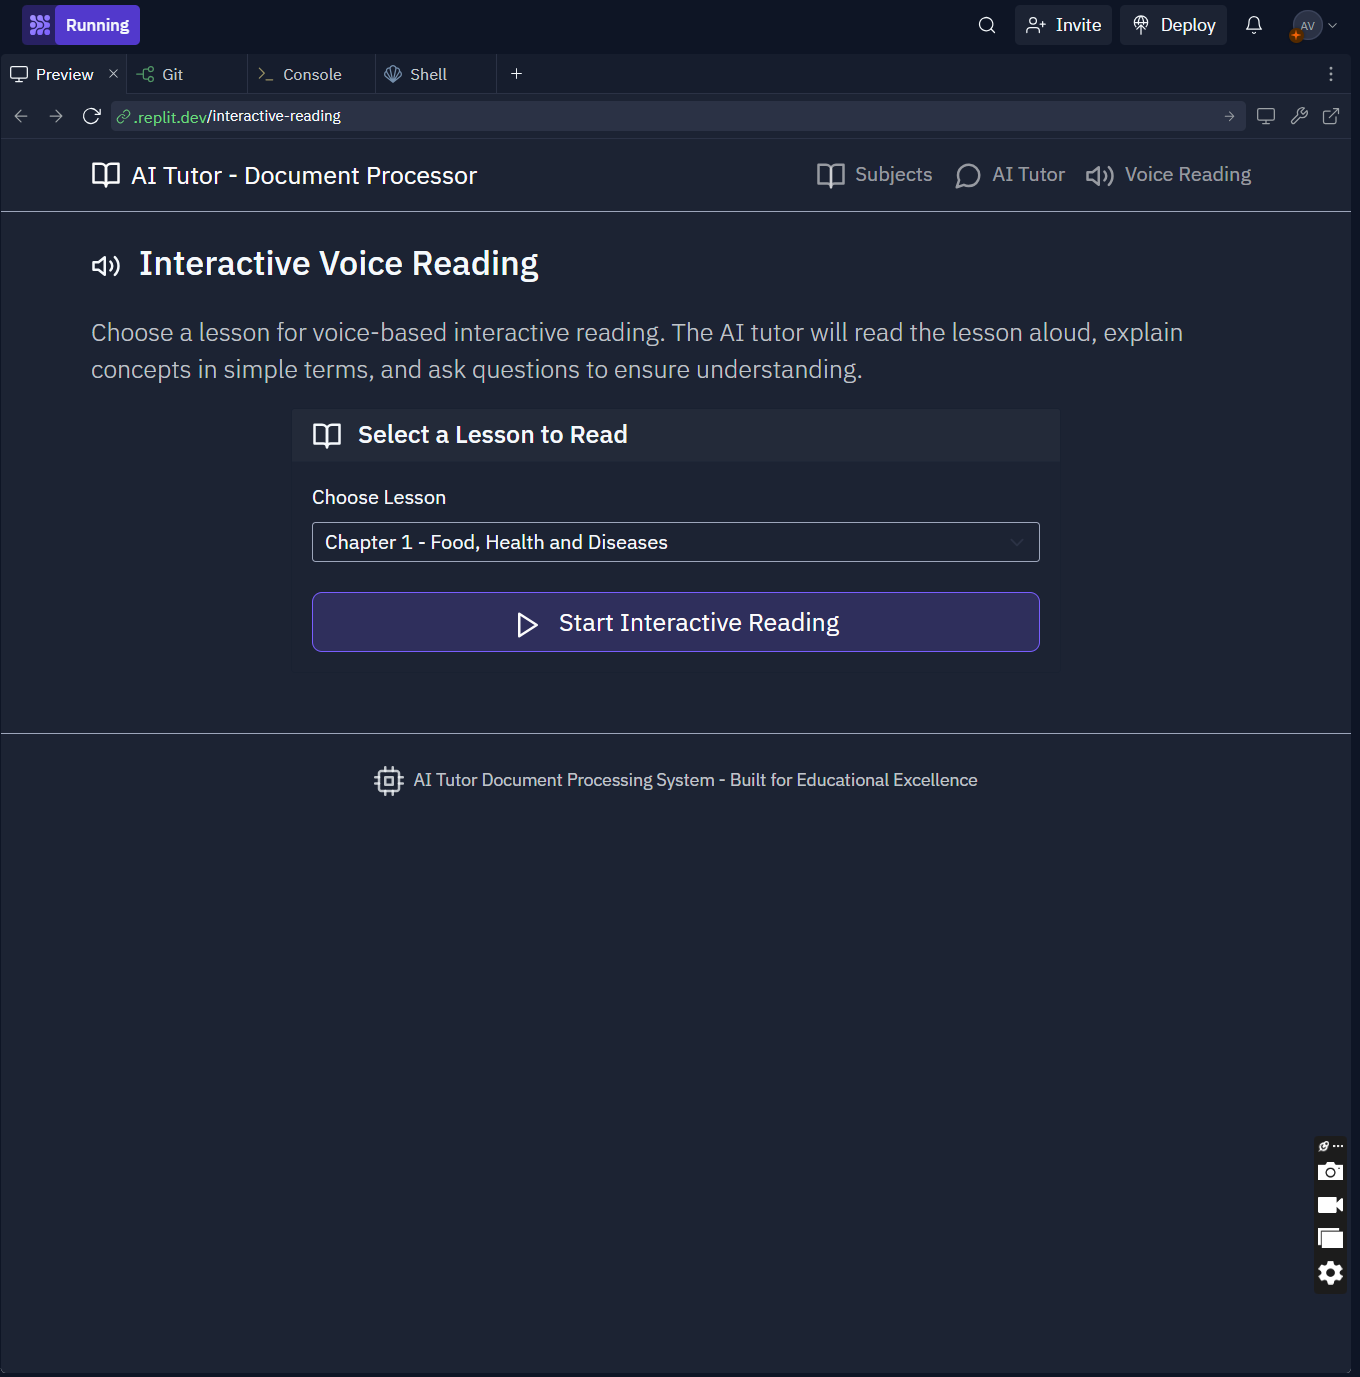 Running
Invite
Deploy
AV
Preview
Git
Console
Shell
.replit.dev/interactive-reading
AI Tutor - Document Processor
Subjects
AI Tutor
Voice Reading
Interactive Voice Reading
Choose a lesson for voice-based interactive reading. The AI tutor will read the lesson aloud, explain
concepts in simple terms, and ask questions to ensure understanding.
Select a Lesson to Read
Choose Lesson
Chapter 1 - Food, Health and Diseases
Start Interactive Reading
AI Tutor Document Processing System - Built for Educational Excellence